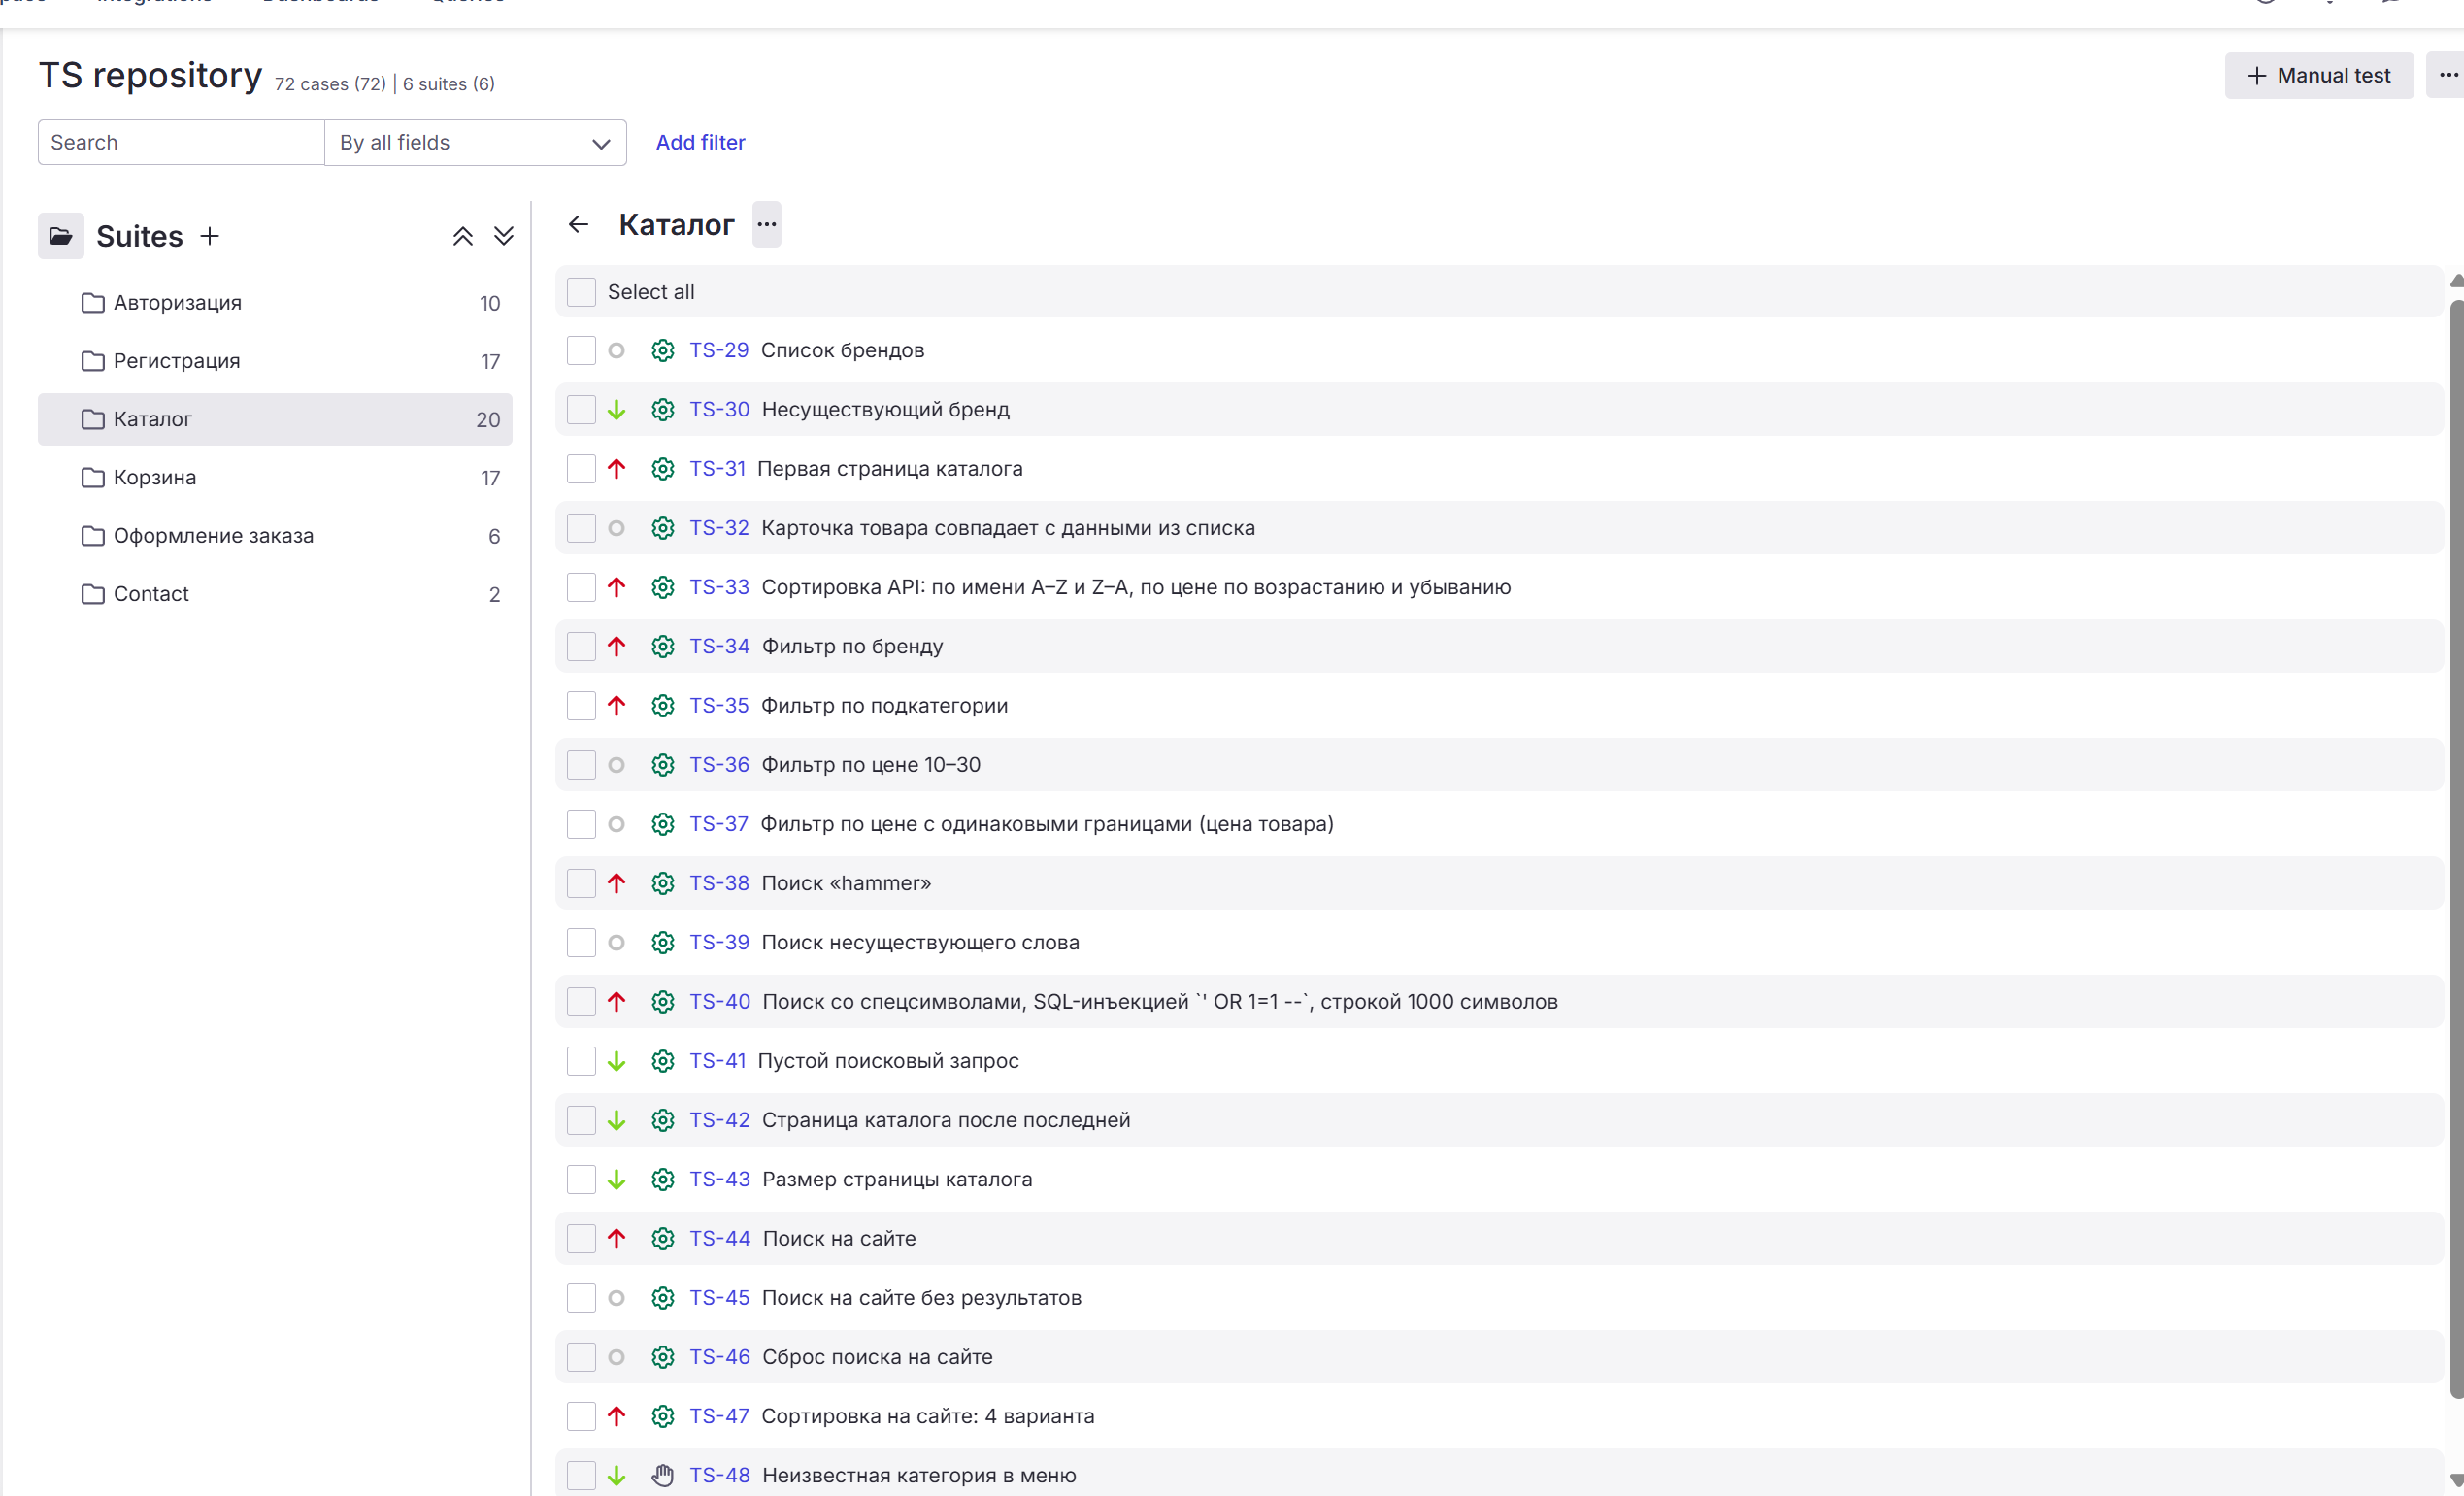 Integrations Dashboards Queries
TS repository 72 cases (72) | 6 suites (6)
+ Manual test ...
Search By all fields Add filter
Suites +
Авторизация 10
Регистрация 17
Каталог 20
Корзина 17
Оформление заказа 6
Contact 2
Каталог ...
Select all
TS-29 Список брендов
TS-30 Несуществующий бренд
TS-31 Первая страница каталога
TS-32 Карточка товара совпадает с данными из списка
TS-33 Сортировка API: по имени A–Z и Z–A, по цене по возрастанию и убыванию
TS-34 Фильтр по бренду
TS-35 Фильтр по подкатегории
TS-36 Фильтр по цене 10–30
TS-37 Фильтр по цене с одинаковыми границами (цена товара)
TS-38 Поиск «hammer»
TS-39 Поиск несуществующего слова
TS-40 Поиск со спецсимволами, SQL-инъекцией `' OR 1=1 --`, строкой 1000 символов
TS-41 Пустой поисковый запрос
TS-42 Страница каталога после последней
TS-43 Размер страницы каталога
TS-44 Поиск на сайте
TS-45 Поиск на сайте без результатов
TS-46 Сброс поиска на сайте
TS-47 Сортировка на сайте: 4 варианта
TS-48 Неизвестная категория в меню